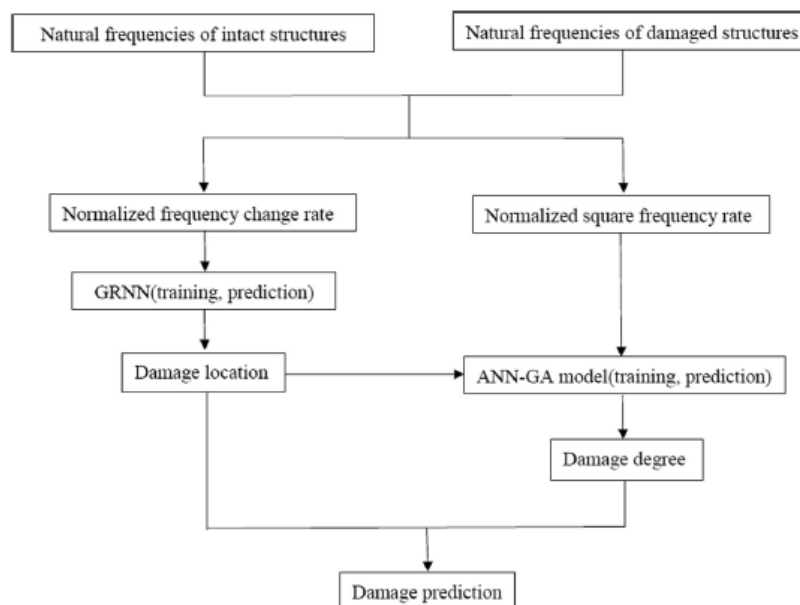 Natural frequencies of intact structures
Natural frequencies of damaged structures
Normalized frequency change rate
Normalized square frequency rate
GRNN(training, prediction)
Damage location
ANN-GA model(training, prediction)
Damage degree
Damage prediction